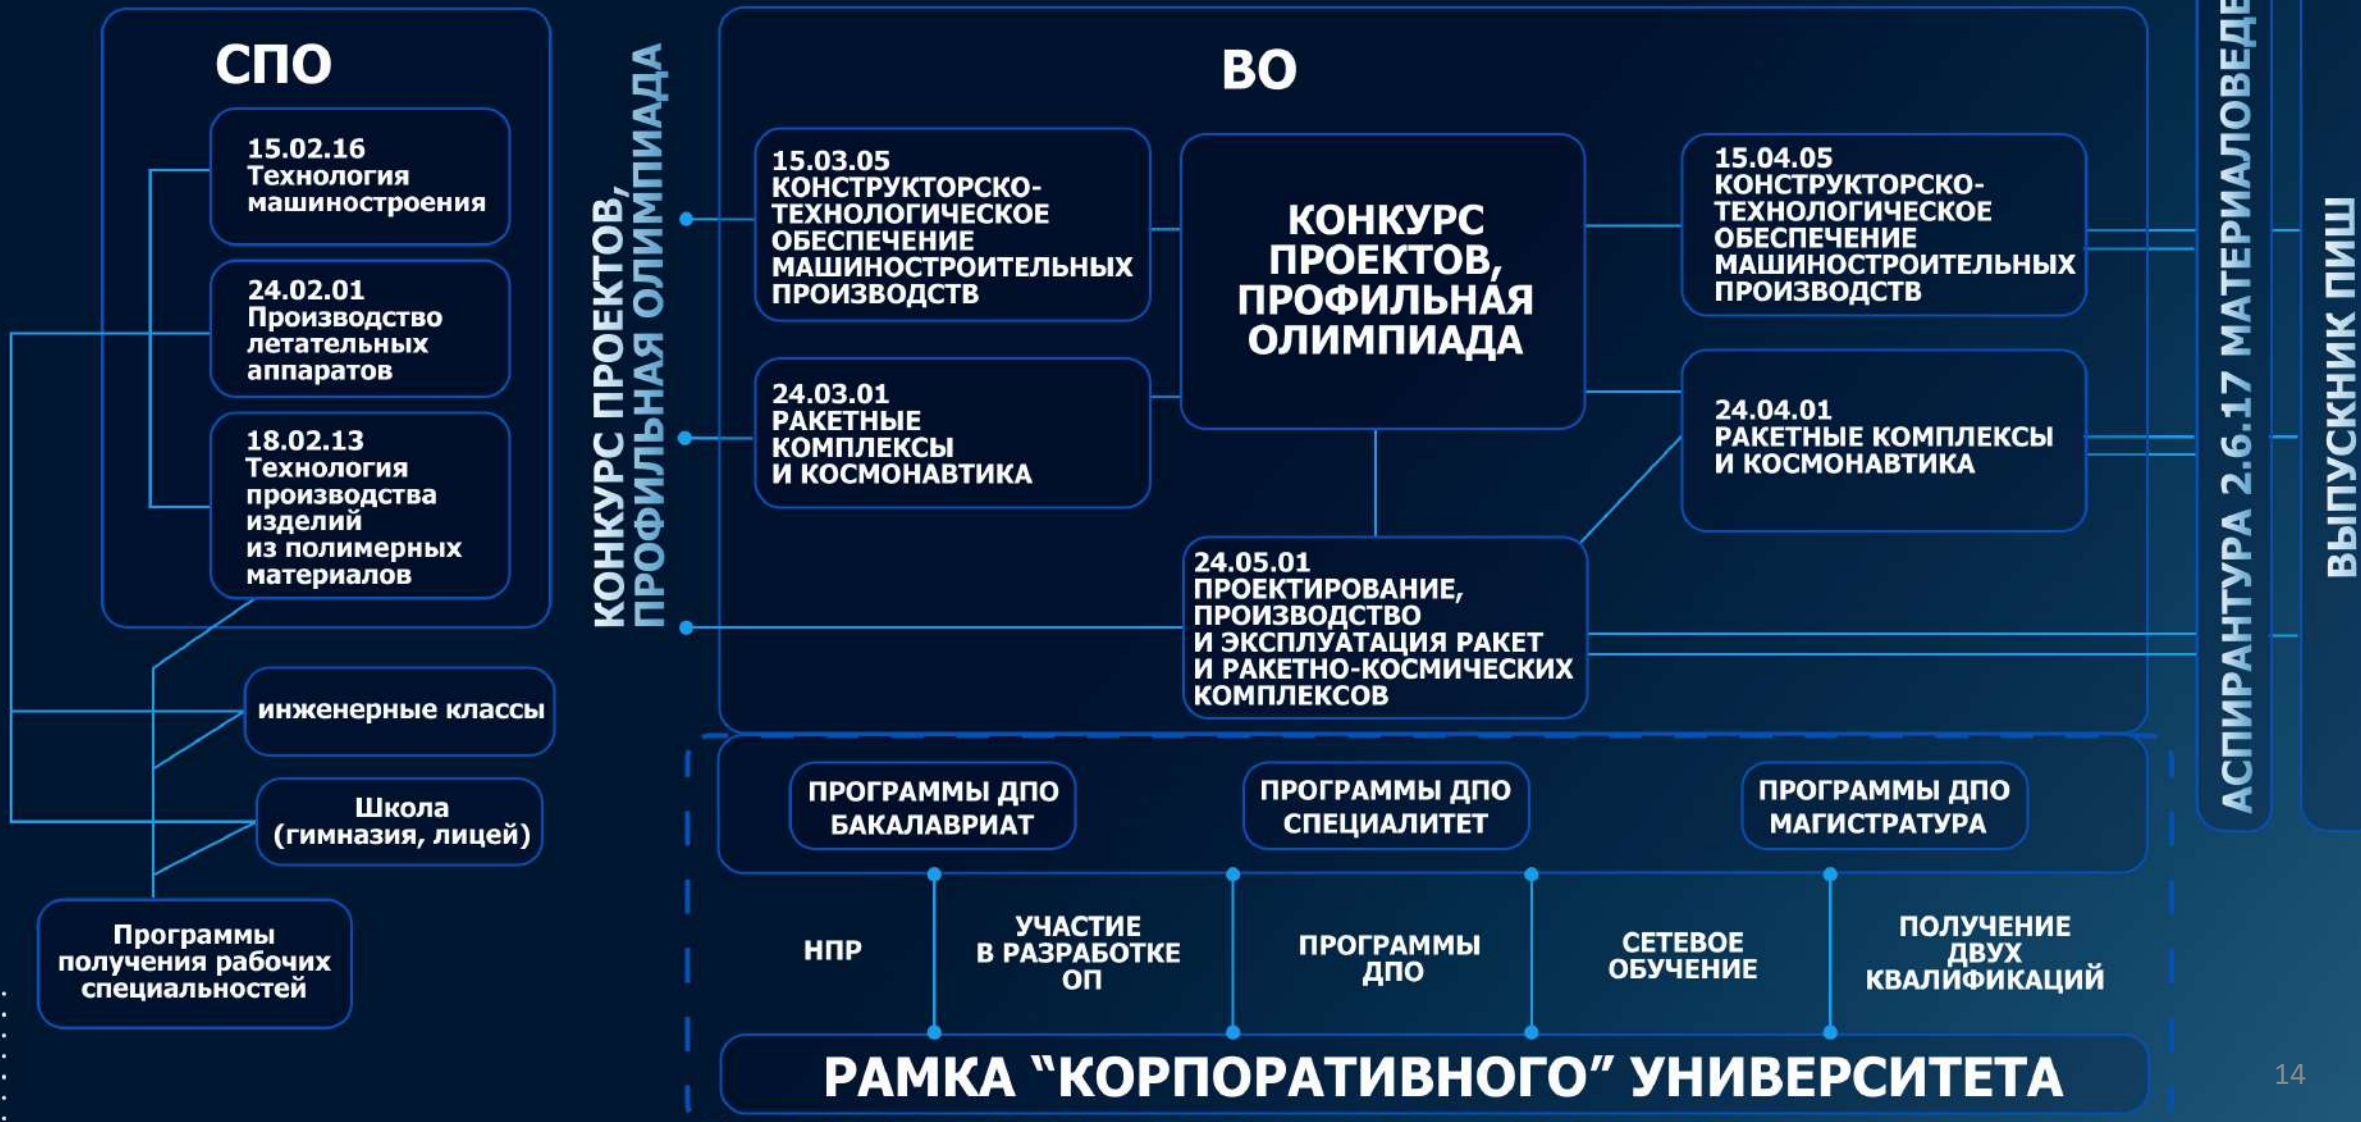 СПО
15.02.16
Технология
машиностроения
24.02.01
Производство
летательных
аппаратов
18.02.13
Технология
производства
изделий
из полимерных
материалов
инженерные классы
Школа
(гимназия, лицей)
Программы
получения рабочих
специальностей
КОНКУРС ПРОЕКТОВ,
ПРОФИЛЬНАЯ ОЛИМПИАДА
ВО
15.03.05
КОНСТРУКТОРСКО-
ТЕХНОЛОГИЧЕСКОЕ
ОБЕСПЕЧЕНИЕ
МАШИНОСТРОИТЕЛЬНЫХ
ПРОИЗВОДСТВ
24.03.01
РАКЕТНЫЕ
КОМПЛЕКСЫ
И КОСМОНАВТИКА
КОНКУРС
ПРОЕКТОВ,
ПРОФИЛЬНАЯ
ОЛИМПИАДА
24.05.01
ПРОЕКТИРОВАНИЕ,
ПРОИЗВОДСТВО
И ЭКСПЛУАТАЦИЯ РАКЕТ
И РАКЕТНО-КОСМИЧЕСКИХ
КОМПЛЕКСОВ
15.04.05
КОНСТРУКТОРСКО-
ТЕХНОЛОГИЧЕСКОЕ
ОБЕСПЕЧЕНИЕ
МАШИНОСТРОИТЕЛЬНЫХ
ПРОИЗВОДСТВ
24.04.01
РАКЕТНЫЕ КОМПЛЕКСЫ
И КОСМОНАВТИКА
АСПИРАНТУРА 2.6.17 МАТЕРИАЛОВЕДЕ
ВЫПУСКНИК ПИШ
ПРОГРАММЫ ДПО
БАКАЛАВРИАТ
ПРОГРАММЫ ДПО
СПЕЦИАЛИТЕТ
ПРОГРАММЫ ДПО
МАГИСТРАТУРА
НПР
УЧАСТИЕ
В РАЗРАБОТКЕ
ОП
ПРОГРАММЫ
ДПО
СЕТЕВОЕ
ОБУЧЕНИЕ
ПОЛУЧЕНИЕ
ДВУХ
КВАЛИФИКАЦИЙ
РАМКА “КОРПОРАТИВНОГО” УНИВЕРСИТЕТА
14